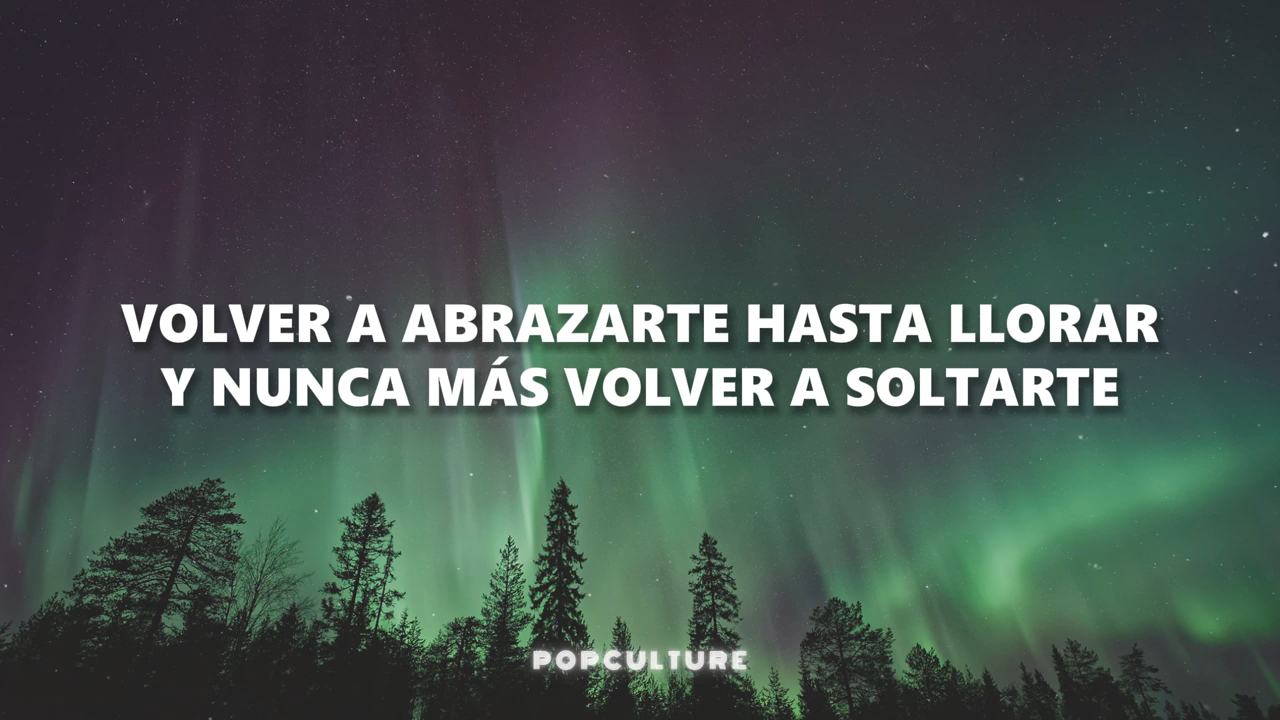 VOLVER A ABRAZARTE HASTA LLORAR
Y NUNCA MÁS VOLVER A SOLTARTE
POPCULTURE